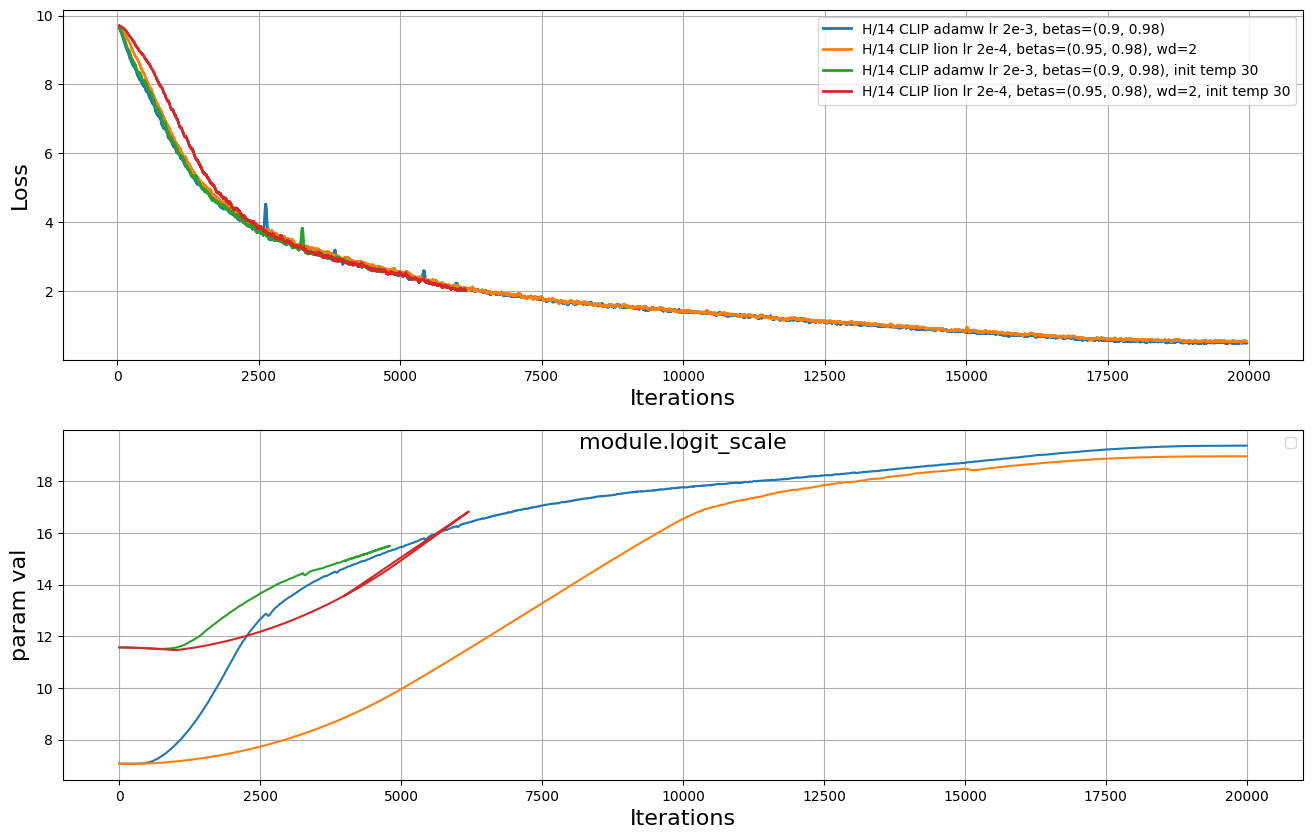 10
8
6
4
2
Loss
H/14 CLIP adamw lr 2e-3, betas=(0.9, 0.98)
H/14 CLIP lion lr 2e-4, betas=(0.95, 0.98), wd=2
H/14 CLIP adamw lr 2e-3, betas=(0.9, 0.98), init temp 30
H/14 CLIP lion lr 2e-4, betas=(0.95, 0.98), wd=2, init temp 30
0 2500 5000 7500 10000 12500 15000 17500 20000
Iterations
module.logit_scale
18
16
14
12
10
8
param val
0 2500 5000 7500 10000 12500 15000 17500 20000
Iterations